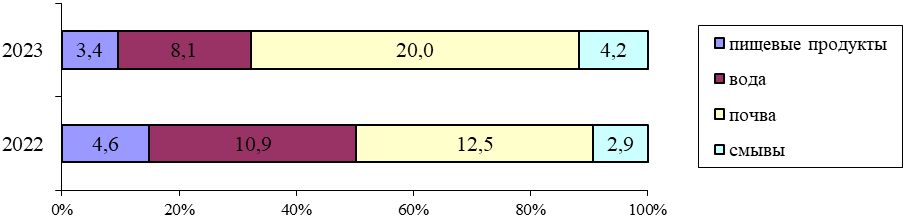 2023
3,4 8,1 20,0 4,2
2022
4,6 10,9 12,5 2,9
0% 20% 40% 60% 80% 100%
пищевые продукты
вода
почва
смывы